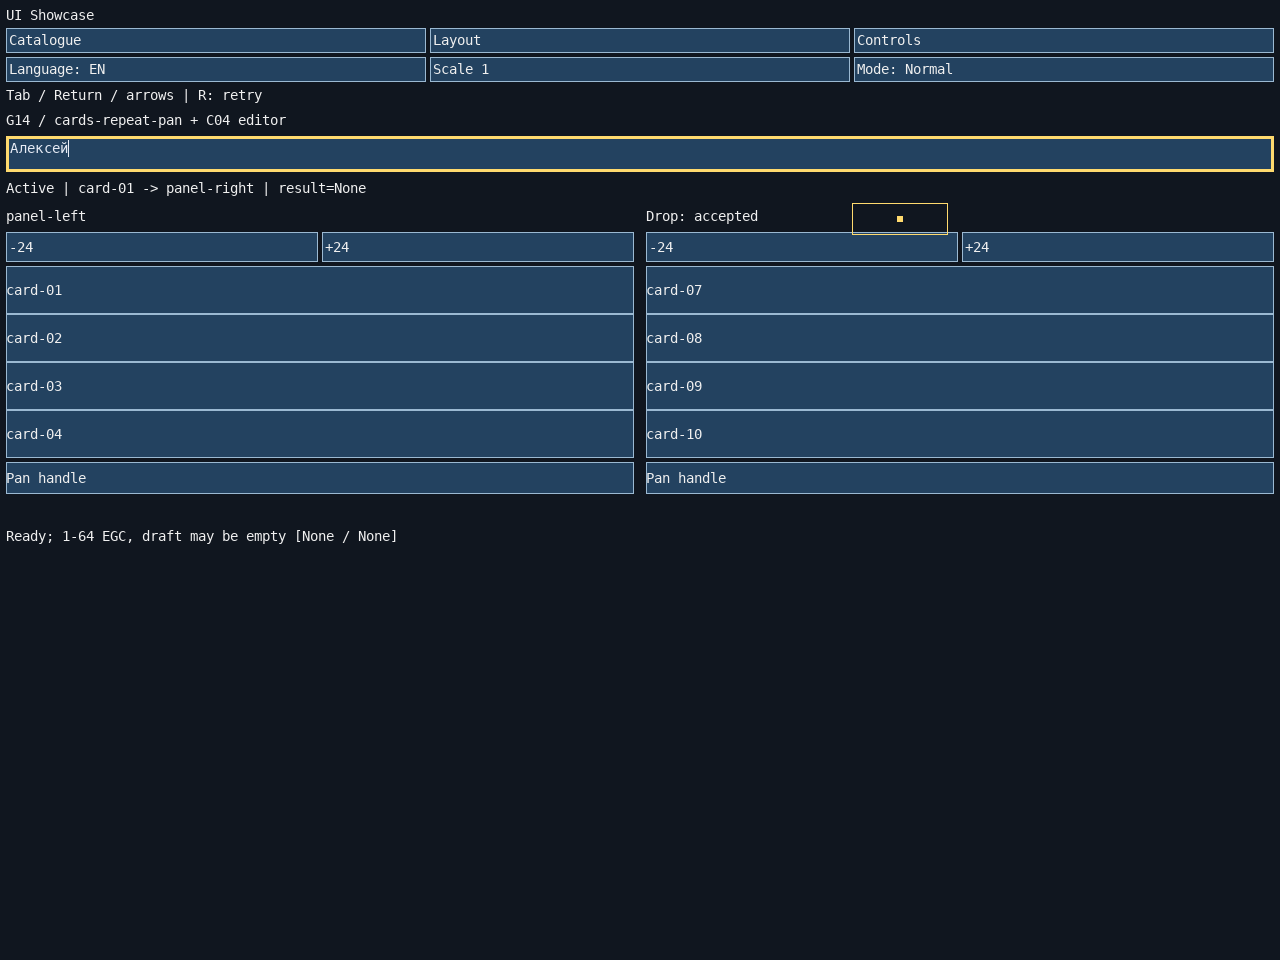 UI Showcase
Catalogue Layout Controls
Language: EN Scale 1 Mode: Normal
Tab / Return / arrows | R: retry
G14 / cards-repeat-pan + C04 editor
Алексей
Active | card-01 -> panel-right | result=None
panel-left Drop: accepted
-24 +24 -24 +24
card-01 card-07
card-02 card-08
card-03 card-09
card-04 card-10
Pan handle Pan handle
Ready; 1-64 EGC, draft may be empty [None / None]